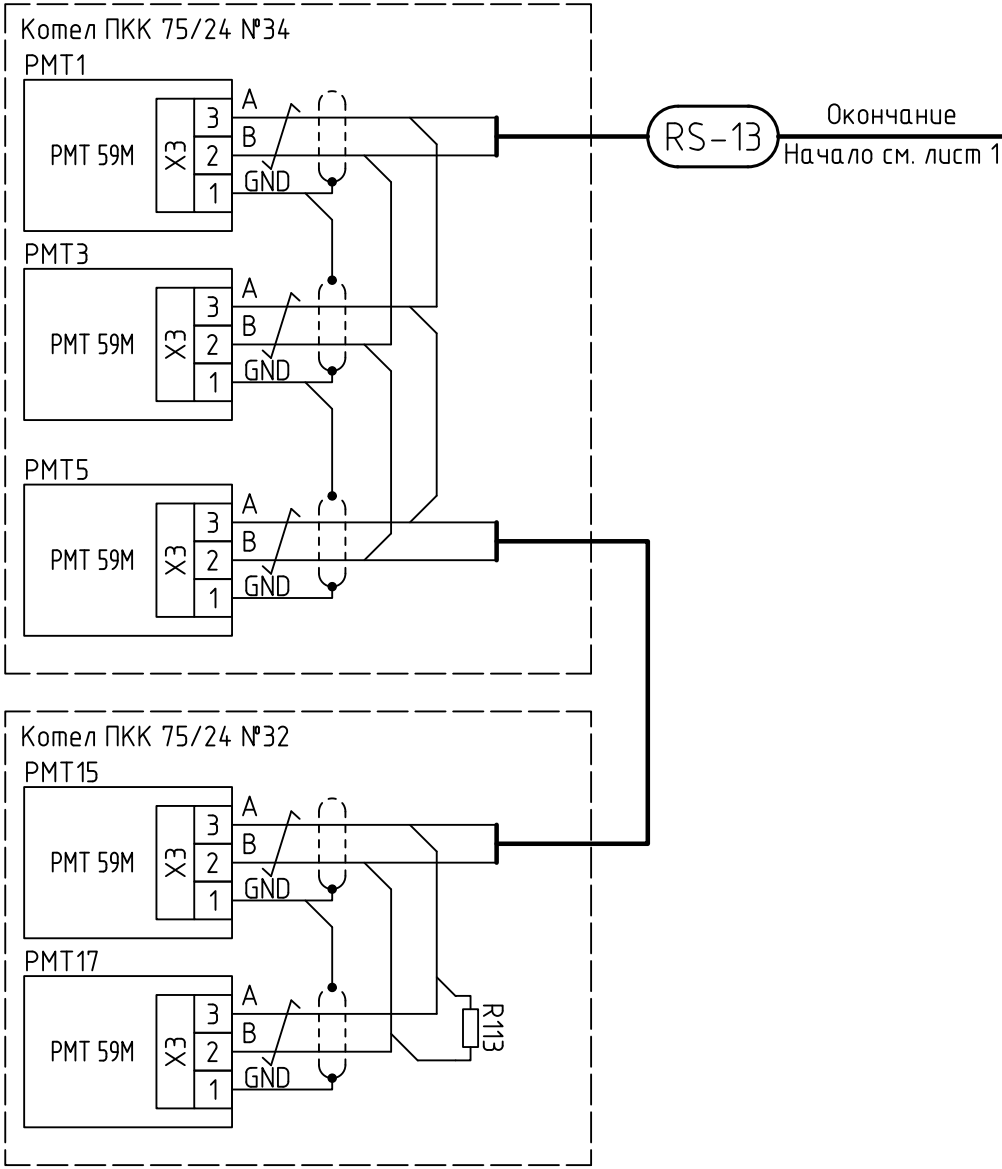 Котел ПКК 75/24 №34
РМТ1
РМТ 59М
Х3
3
2
1
A
B
GND
RS-13
Окончание
Начало см. лист 1
РМТ3
РМТ 59М
Х3
3
2
1
A
B
GND
РМТ5
РМТ 59М
Х3
3
2
1
A
B
GND
Котел ПКК 75/24 №32
РМТ15
РМТ 59М
Х3
3
2
1
A
B
GND
РМТ17
РМТ 59М
Х3
3
2
1
A
B
GND
R113